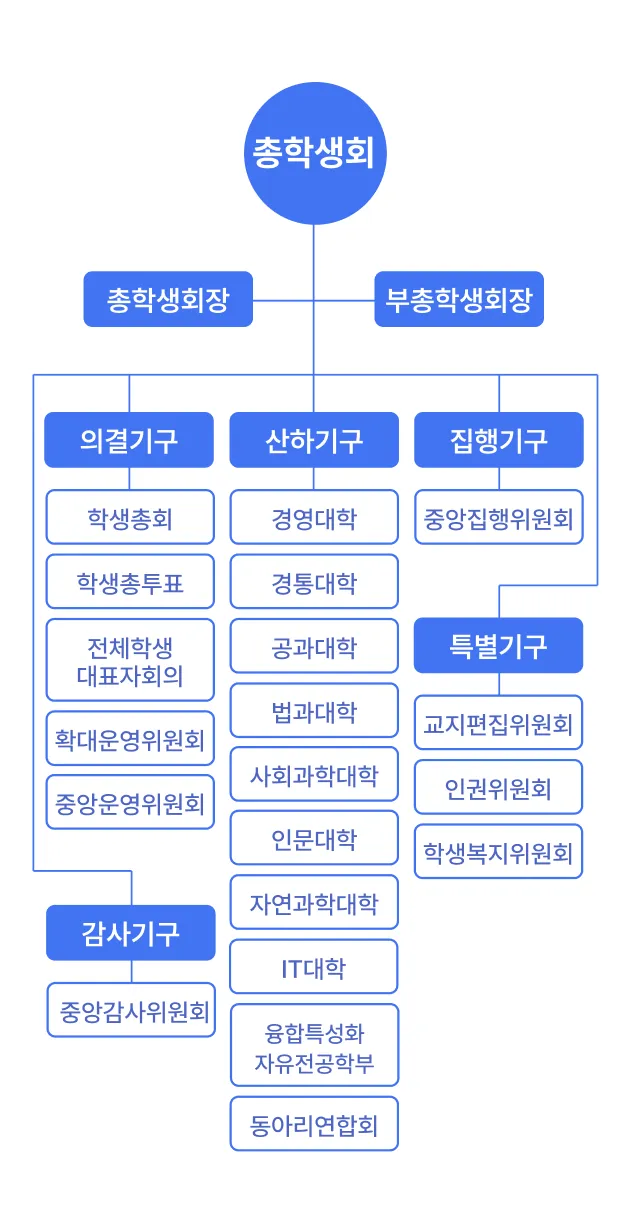 총학생회
총학생회장
부총학생회장
의결기구
학생총회
학생총투표
전체학생
대표자회의
확대운영위원회
중앙운영위원회
감사기구
중앙감사위원회
산하기구
경영대학
경통대학
공과대학
법과대학
사회과학대학
인문대학
자연과학대학
IT대학
융합특성화
자유전공학부
동아리연합회
집행기구
중앙집행위원회
특별기구
교지편집위원회
인권위원회
학생복지위원회